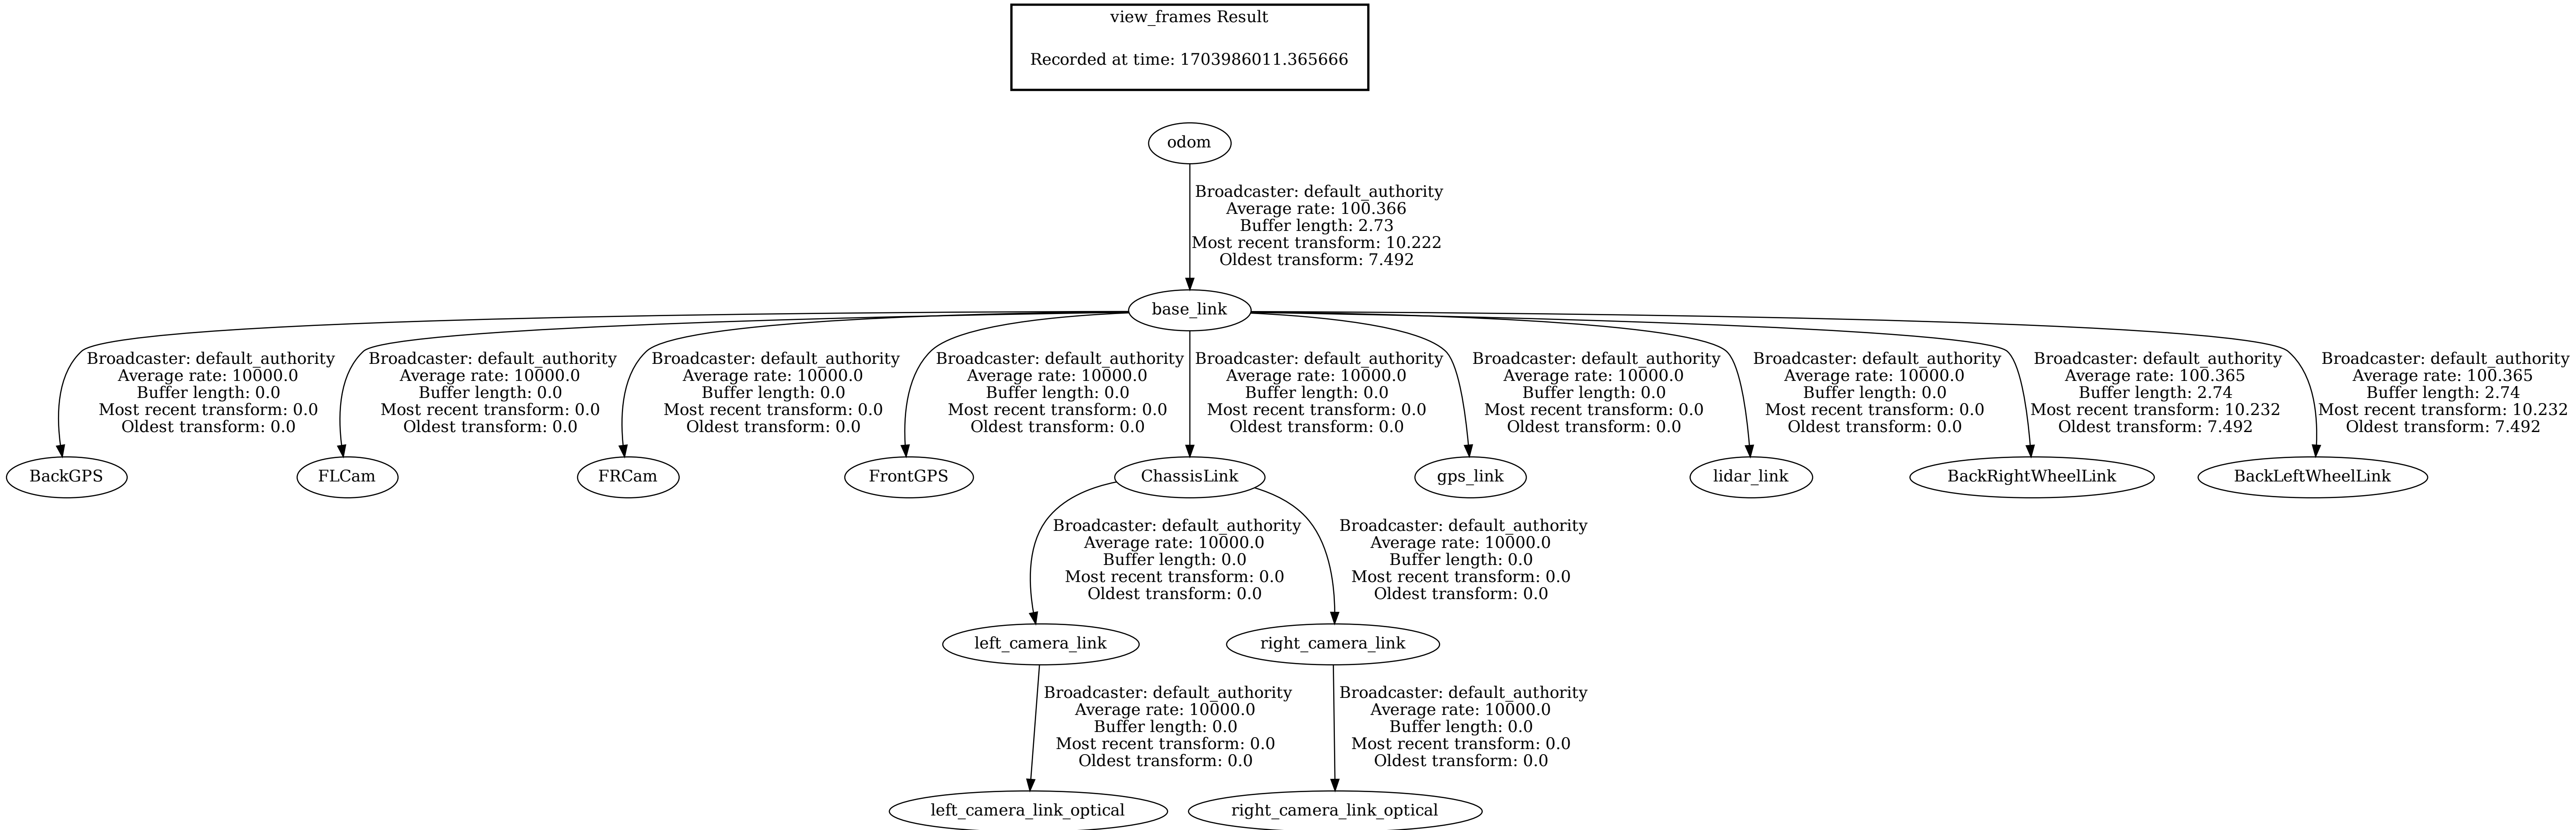 view_frames Result
Recorded at time: 1703986011.365666
odom
Broadcaster: default_authority
Average rate: 100.366
Buffer length: 2.73
Most recent transform: 10.222
Oldest transform: 7.492
base_link
Broadcaster: default_authority
Average rate: 10000.0
Buffer length: 0.0
Most recent transform: 0.0
Oldest transform: 0.0
Broadcaster: default_authority
Average rate: 10000.0
Buffer length: 0.0
Most recent transform: 0.0
Oldest transform: 0.0
Broadcaster: default_authority
Average rate: 10000.0
Buffer length: 0.0
Most recent transform: 0.0
Oldest transform: 0.0
Broadcaster: default_authority
Average rate: 10000.0
Buffer length: 0.0
Most recent transform: 0.0
Oldest transform: 0.0
Broadcaster: default_authority
Average rate: 10000.0
Buffer length: 0.0
Most recent transform: 0.0
Oldest transform: 0.0
Broadcaster: default_authority
Average rate: 10000.0
Buffer length: 0.0
Most recent transform: 0.0
Oldest transform: 0.0
Broadcaster: default_authority
Average rate: 10000.0
Buffer length: 0.0
Most recent transform: 0.0
Oldest transform: 0.0
Broadcaster: default_authority
Average rate: 100.365
Buffer length: 2.74
Most recent transform: 10.232
Oldest transform: 7.492
Broadcaster: default_authority
Average rate: 100.365
Buffer length: 2.74
Most recent transform: 10.232
Oldest transform: 7.492
BackGPS
FLCam
FRCam
FrontGPS
ChassisLink
gps_link
lidar_link
BackRightWheelLink
BackLeftWheelLink
Broadcaster: default_authority
Average rate: 10000.0
Buffer length: 0.0
Most recent transform: 0.0
Oldest transform: 0.0
Broadcaster: default_authority
Average rate: 10000.0
Buffer length: 0.0
Most recent transform: 0.0
Oldest transform: 0.0
left_camera_link
right_camera_link
Broadcaster: default_authority
Average rate: 10000.0
Buffer length: 0.0
Most recent transform: 0.0
Oldest transform: 0.0
Broadcaster: default_authority
Average rate: 10000.0
Buffer length: 0.0
Most recent transform: 0.0
Oldest transform: 0.0
left_camera_link_optical
right_camera_link_optical